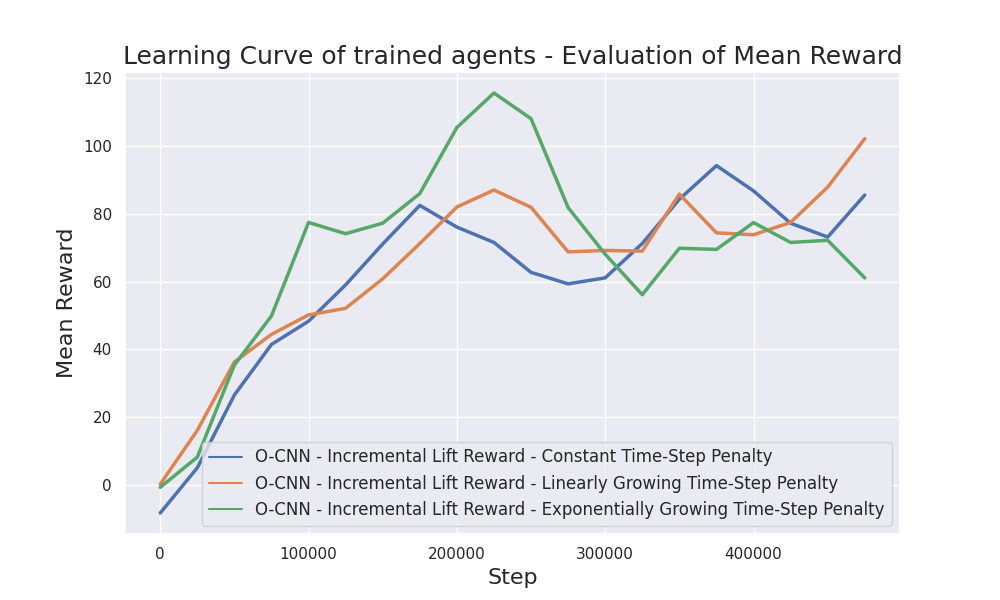 Learning Curve of trained agents - Evaluation of Mean Reward
120
100
80
60
40
20
0
Mean Reward
O-CNN - Incremental Lift Reward - Constant Time-Step Penalty
O-CNN - Incremental Lift Reward - Linearly Growing Time-Step Penalty
O-CNN - Incremental Lift Reward - Exponentially Growing Time-Step Penalty
0 100000 200000 300000 400000
Step